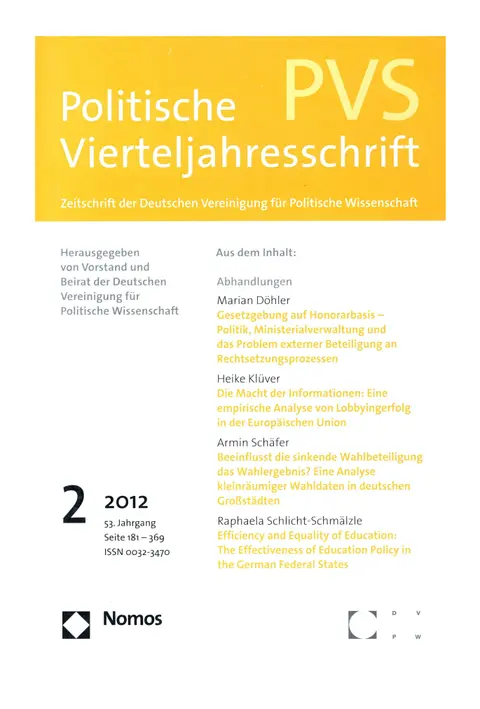 PVS
Politische
Vierteljahresschrift
Zeitschrift der Deutschen Vereinigung für Politische Wissenschaft
Herausgegeben
von Vorstand und
Beirat der Deutschen
Vereinigung für
Politische Wissenschaft
Aus dem Inhalt:
Abhandlungen
Marian Döhler
Gesetzgebung auf Honorarbasis –
Politik, Ministerialverwaltung und
das Problem externer Beteiligung an
Rechtsetzungsprozessen
Heike Klüver
Die Macht der Informationen: Eine
empirische Analyse von Lobbyingerfolg
in der Europäischen Union
Armin Schäfer
Beeinflusst die sinkende Wahlbeteiligung
das Wahlergebnis? Eine Analyse
kleinräumiger Wahldaten in deutschen
Großstädten
Raphaela Schlicht-Schmälzle
Efficiency and Equality of Education:
The Effectiveness of Education Policy in
the German Federal States
2 2012
53. Jahrgang
Seite 181 – 369
ISSN 0032-3470
Nomos
D V
P W